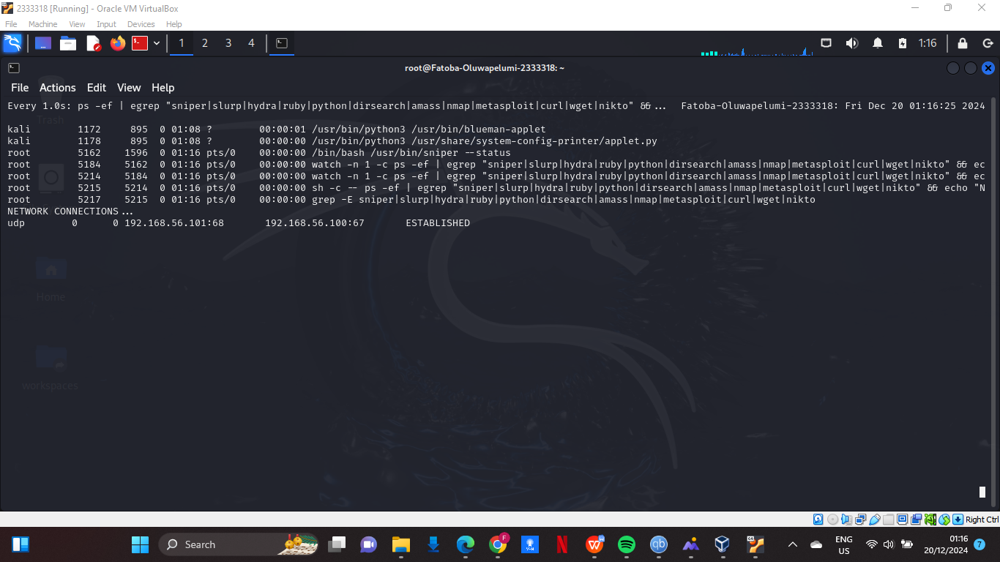 2333318 [Running] - Oracle VM VirtualBox
File Machine View Input Devices Help
1 2 3 4 1:16
root@Fatoba-Oluwapelumi-2333318: ~
File Actions Edit View Help
Every 1.0s: ps -ef | egrep "sniper|slurp|hydra|ruby|python|dirsearch|amass|nmap|metasploit|curl|wget|nikto" &&... Fatoba-Oluwapelumi-2333318: Fri Dec 20 01:16:25 2024
Trash
kali 1172 895 0 01:08 ? 00:00:01 /usr/bin/python3 /usr/bin/blueman-applet
kali 1178 895 0 01:08 ? 00:00:00 /usr/bin/python3 /usr/share/system-config-printer/applet.py
root 5162 1596 0 01:16 pts/0 00:00:00 /bin/bash /usr/bin/sniper --status
root 5184 5162 0 01:16 pts/0 00:00:00 watch -n 1 -c ps -ef | egrep "sniper|slurp|hydra|ruby|python|dirsearch|amass|nmap|metasploit|curl|wget|nikto" && ec
root 5214 5184 0 01:16 pts/0 00:00:00 watch -n 1 -c ps -ef | egrep "sniper|slurp|hydra|ruby|python|dirsearch|amass|nmap|metasploit|curl|wget|nikto" && ec
root 5215 5214 0 01:16 pts/0 00:00:00 sh -c -- ps -ef | egrep "sniper|slurp|hydra|ruby|python|dirsearch|amass|nmap|metasploit|curl|wget|nikto" && echo "N
root 5217 5215 0 01:16 pts/0 00:00:00 grep -E sniper|slurp|hydra|ruby|python|dirsearch|amass|nmap|metasploit|curl|wget|nikto
NETWORK CONNECTIONS...
udp 0 0 192.168.56.101:68 192.168.56.100:67 ESTABLISHED
Home
workspaces
Right Ctrl
Search
ENG
US
01:16
20/12/2024
7